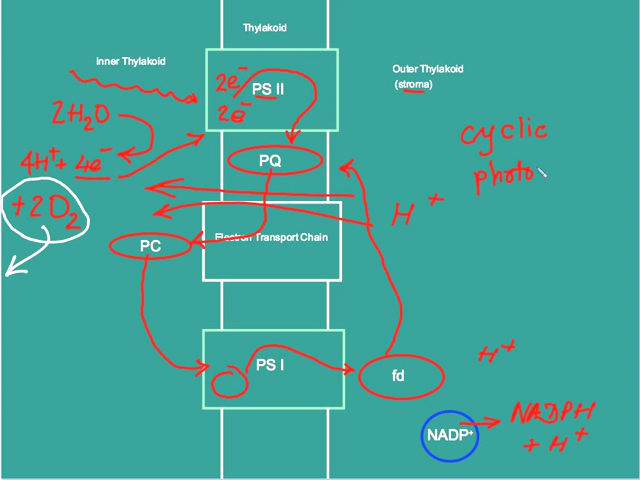 Thylakoid
Inner Thylakoid
Outer Thylakoid
(stroma)
2e⁻
PS II
2e⁻
2H₂O
4H⁺+ 4e⁻
+2O₂
PQ
cyclic
photo
H⁺
Electron Transport Chain
PC
PS I
fd
H⁺
NADP⁺
NADPH
+ H⁺